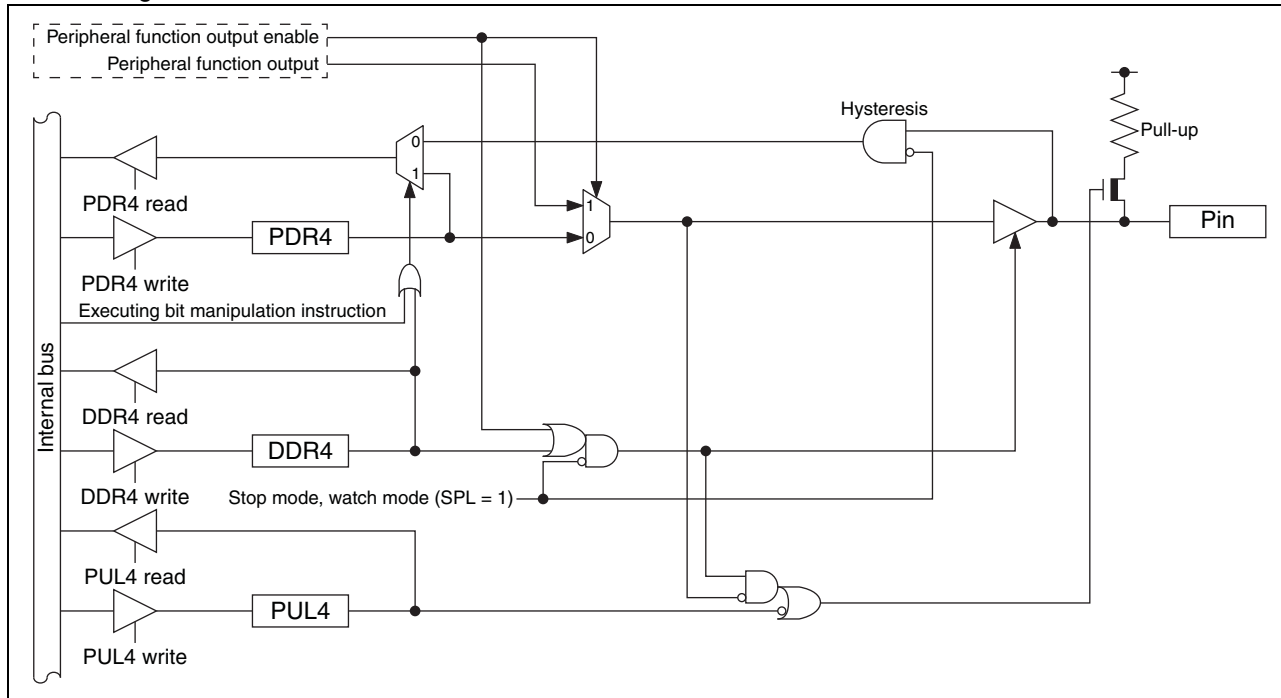 Peripheral function output enable
Peripheral function output
Hysteresis
Pull-up
0
1
PDR4 read
1
0
PDR4
Pin
PDR4 write
Executing bit manipulation instruction
Internal bus
DDR4 read
DDR4
DDR4 write
Stop mode, watch mode (SPL = 1)
PUL4 read
PUL4
PUL4 write